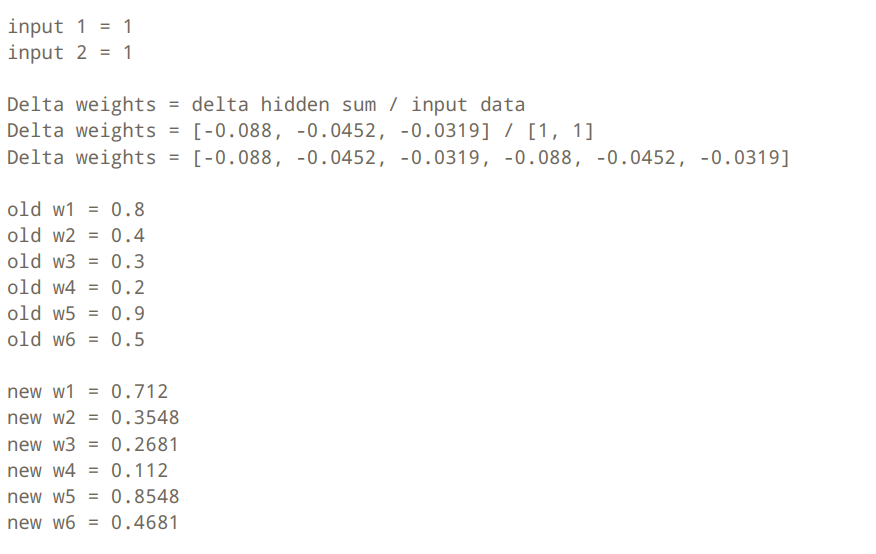 input 1 = 1
input 2 = 1
Delta weights = delta hidden sum / input data
Delta weights = [-0.088, -0.0452, -0.0319] / [1, 1]
Delta weights = [-0.088, -0.0452, -0.0319, -0.088, -0.0452, -0.0319]
old w1 = 0.8
old w2 = 0.4
old w3 = 0.3
old w4 = 0.2
old w5 = 0.9
old w6 = 0.5
new w1 = 0.712
new w2 = 0.3548
new w3 = 0.2681
new w4 = 0.112
new w5 = 0.8548
new w6 = 0.4681